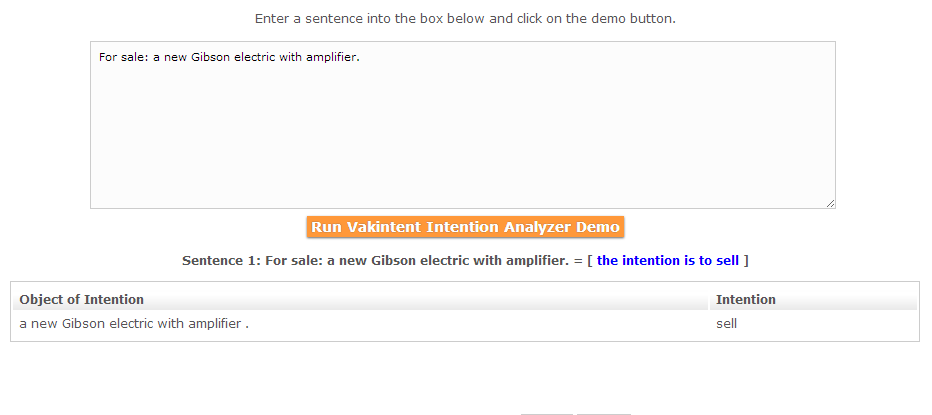 Enter a sentence into the box below and click on the demo button.
For sale: a new Gibson electric with amplifier.
Run Vakintent Intention Analyzer Demo
Sentence 1: For sale: a new Gibson electric with amplifier. = [ the intention is to sell ]
Object of Intention Intention
a new Gibson electric with amplifier . sell